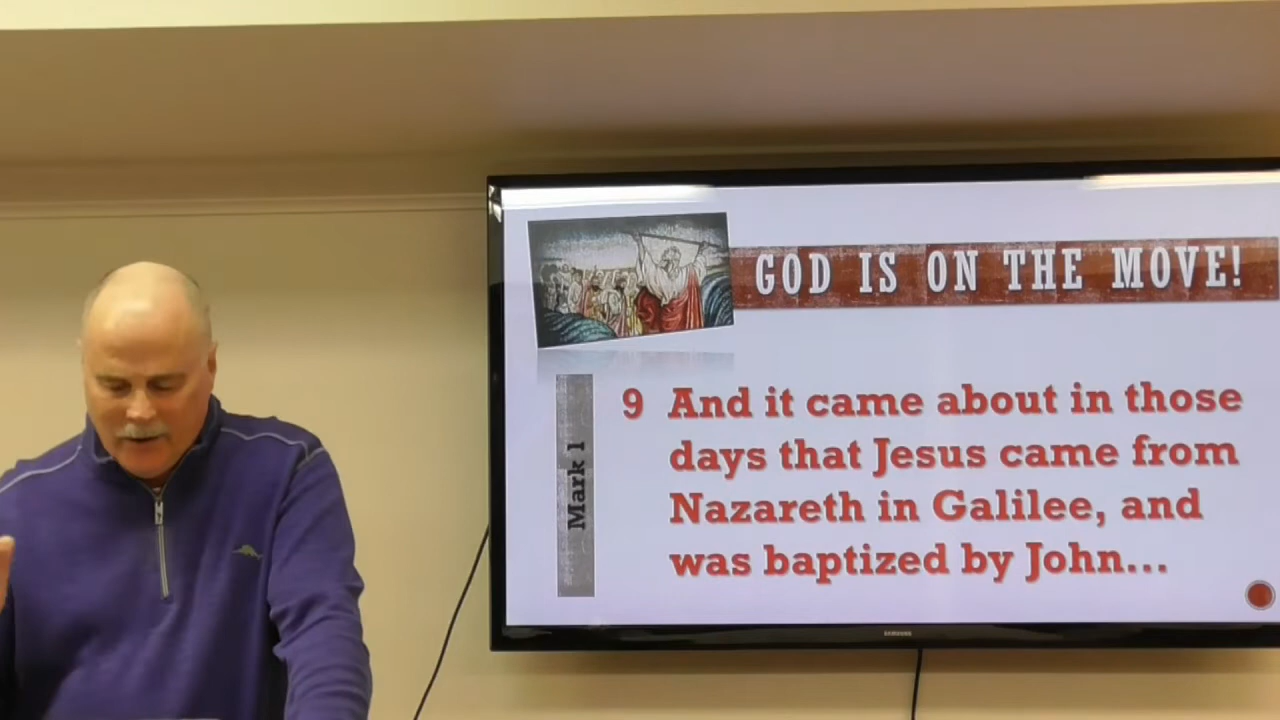 GOD IS ON THE MOVE!
Mark 1
9 And it came about in those
days that Jesus came from
Nazareth in Galilee, and
was baptized by John...
SAMSUNG